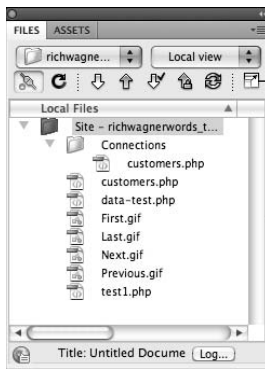 FILES ASSETS
richwagne... Local view
Local Files
Site – richwagnerwords_t...
Connections
customers.php
customers.php
data-test.php
First.gif
Last.gif
Next.gif
Previous.gif
test1.php
Title: Untitled Docume Log...